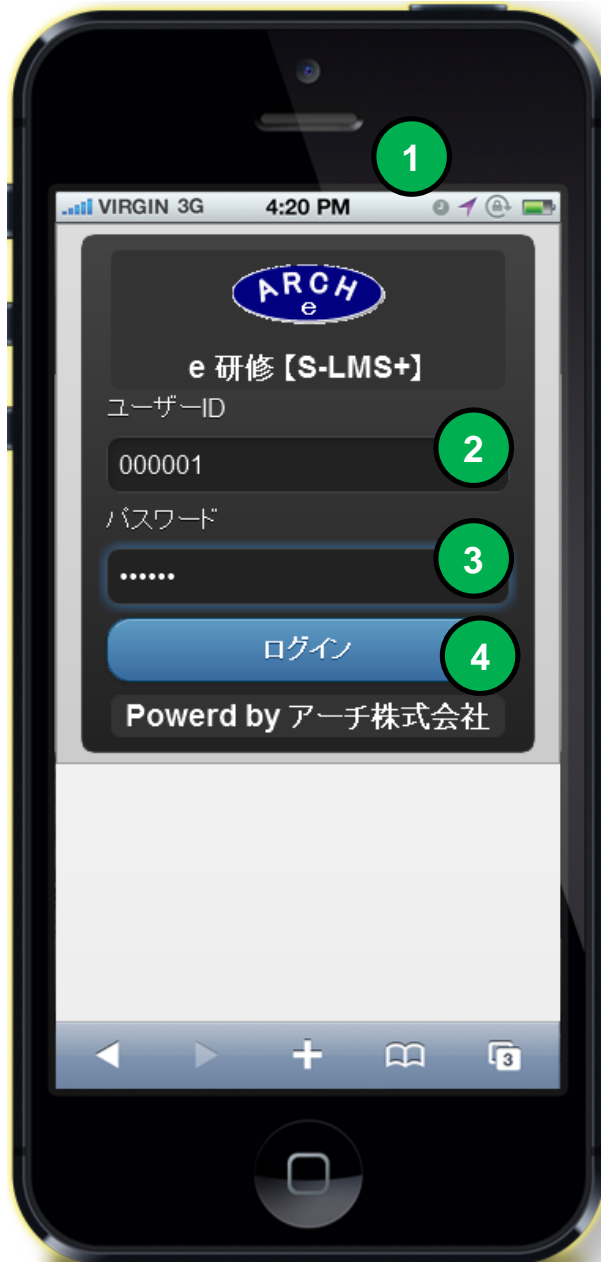 1
VIRGIN 3G 4:20 PM
ARCH
e
e 研修【S-LMS+】
ユーザーID
000001
2
パスワード
••••••
3
ログイン
4
Powerd by アーチ株式会社
3